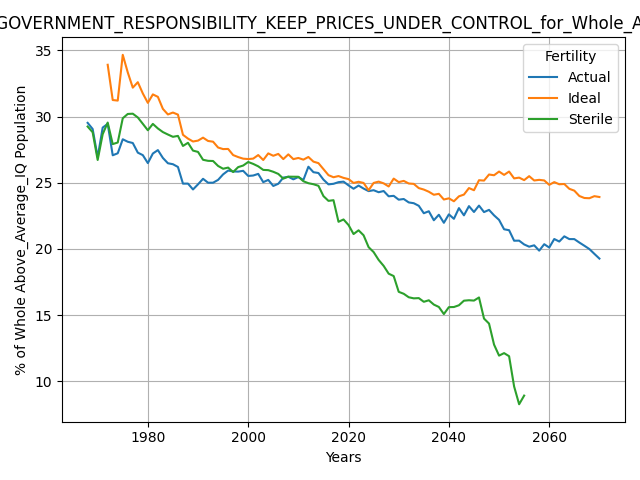 GOVERNMENT_RESPONSIBILITY_KEEP_PRICES_UNDER_CONTROL_for_Whole_A
Fertility
Actual
Ideal
Sterile
% of Whole Above_Average_IQ Population
35
30
25
20
15
10
1980
2000
2020
2040
2060
Years